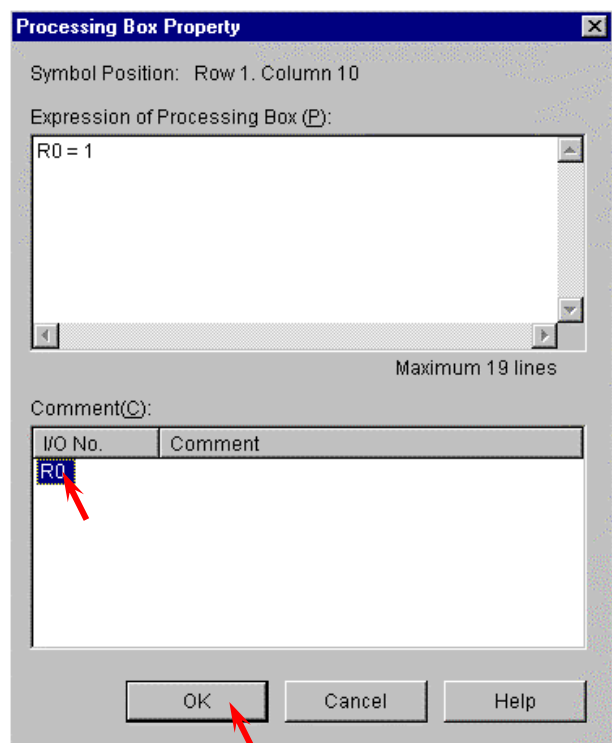 Processing Box Property
Symbol Position: Row 1. Column 10
Expression of Processing Box (P):
R0 = 1
Maximum 19 lines
Comment(C):
I/O No. Comment
R0
OK Cancel Help